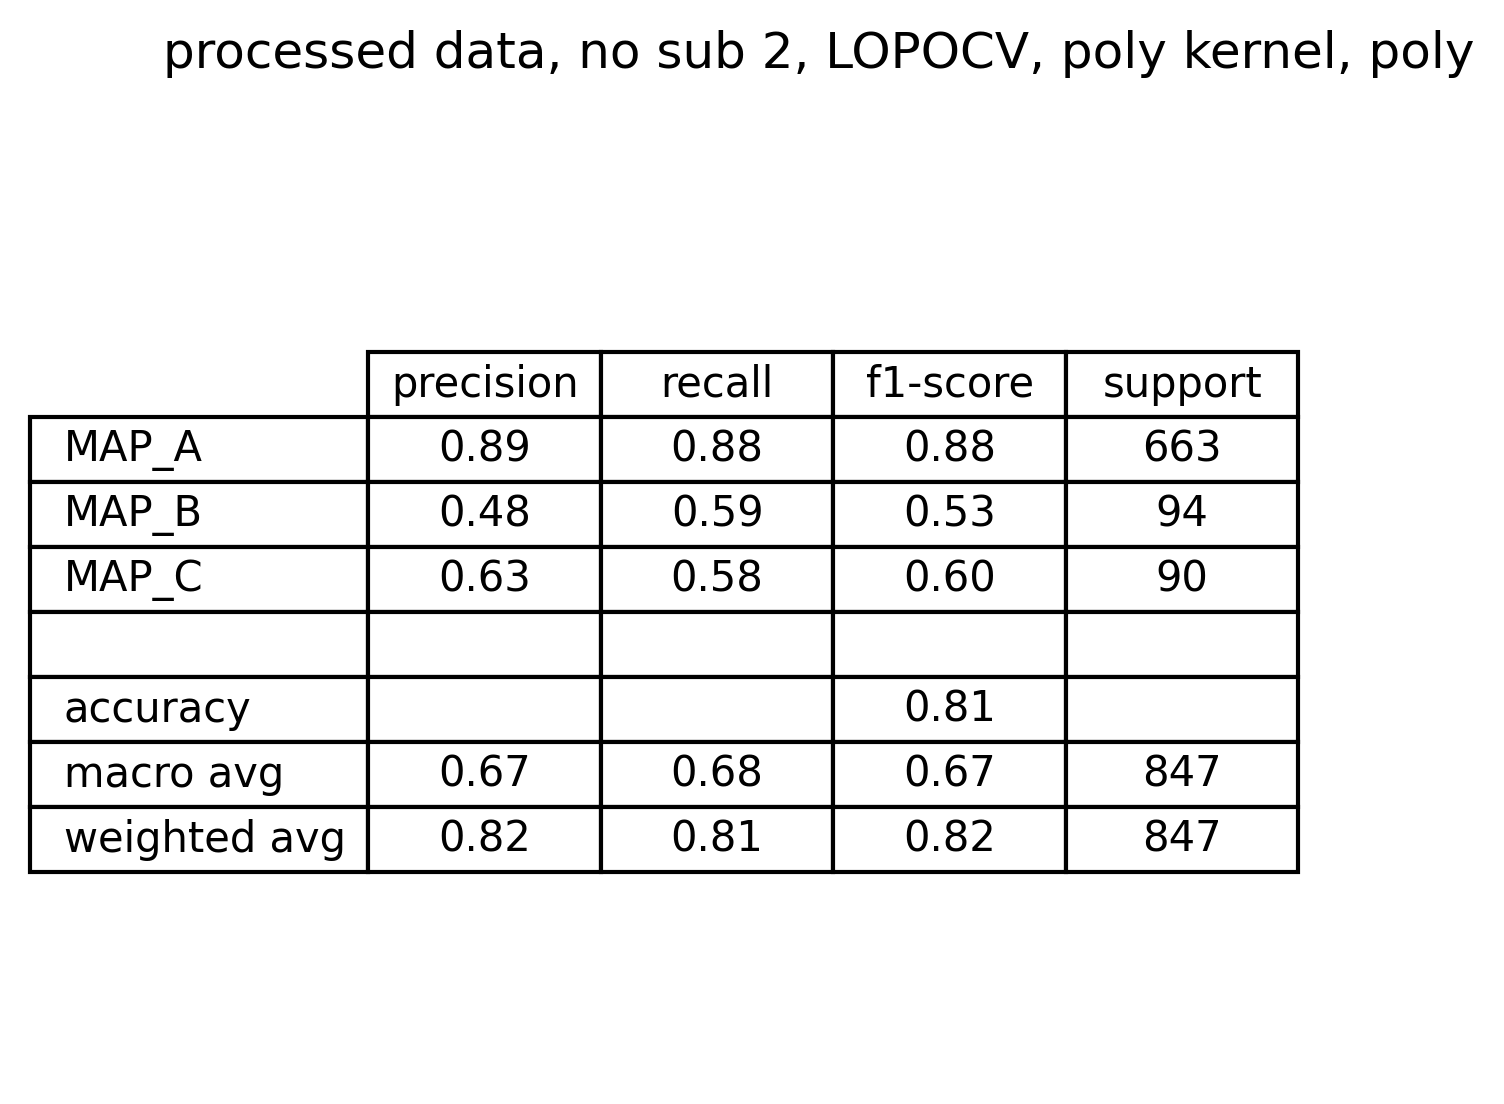 processed data, no sub 2, LOPOCV, poly kernel, poly
precision recall f1-score support
MAP_A 0.89 0.88 0.88 663
MAP_B 0.48 0.59 0.53 94
MAP_C 0.63 0.58 0.60 90
accuracy 0.81
macro avg 0.67 0.68 0.67 847
weighted avg 0.82 0.81 0.82 847